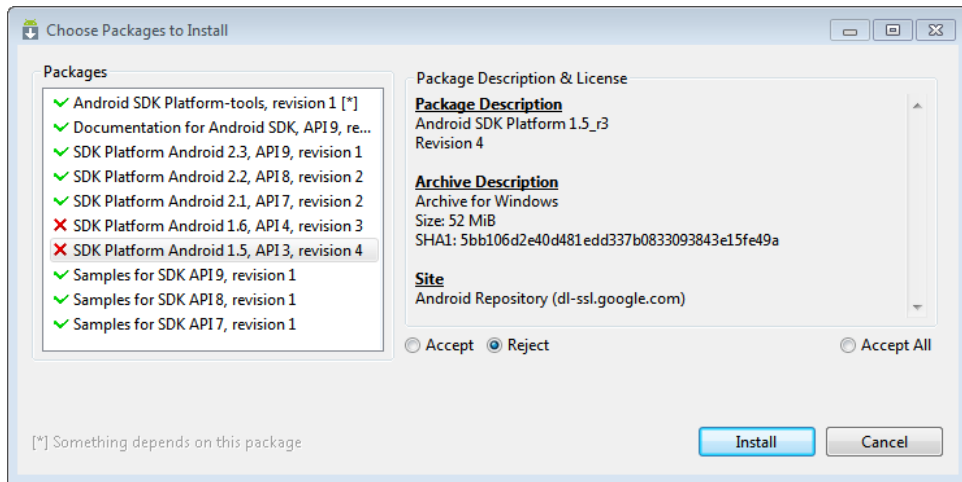 Choose Packages to Install
Packages
Android SDK Platform-tools, revision 1 [*]
Documentation for Android SDK, API 9, re...
SDK Platform Android 2.3, API 9, revision 1
SDK Platform Android 2.2, API 8, revision 2
SDK Platform Android 2.1, API 7, revision 2
SDK Platform Android 1.6, API 4, revision 3
SDK Platform Android 1.5, API 3, revision 4
Samples for SDK API 9, revision 1
Samples for SDK API 8, revision 1
Samples for SDK API 7, revision 1
Package Description & License
Package Description
Android SDK Platform 1.5_r3
Revision 4
Archive Description
Archive for Windows
Size: 52 MiB
SHA1: 5bb106d2e40d481edd337b0833093843e15fe49a
Site
Android Repository (dl-ssl.google.com)
Accept Reject Accept All
[*] Something depends on this package
Install Cancel